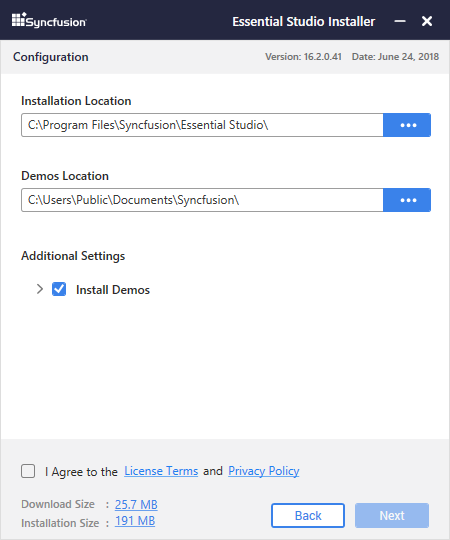 Syncfusion Essential Studio Installer
Configuration Version: 16.2.0.41 Date: June 24, 2018
Installation Location
C:\Program Files\Syncfusion\Essential Studio\
Demos Location
C:\Users\Public\Documents\Syncfusion\
Additional Settings
Install Demos
I Agree to the License Terms and Privacy Policy
Download Size : 25.7 MB
Installation Size : 191 MB
Back Next